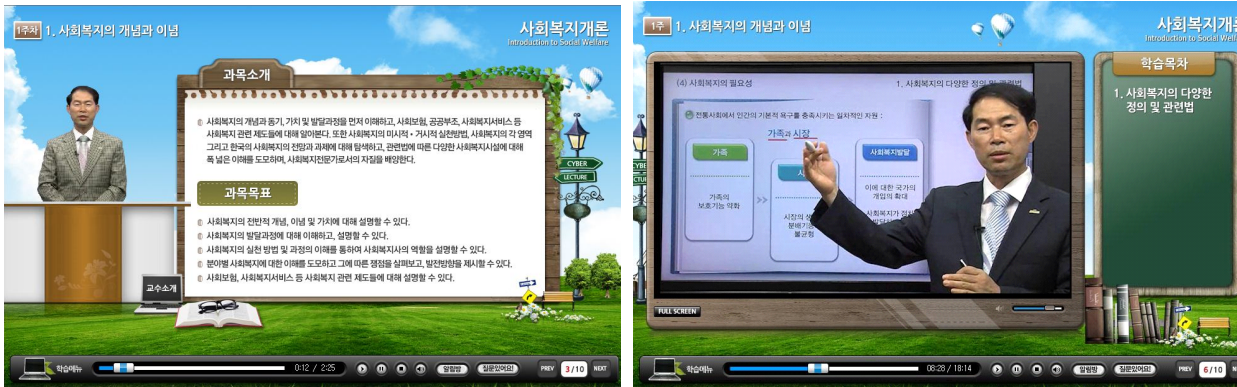 1주차 1. 사회복지의 개념과 이념
사회복지개론
Introduction to Social Welfare
과목소개
사회복지의 개념과 동기, 가치 및 발달과정을 먼저 이해하고, 사회보험, 공공부조, 사회복지서비스 등
사회복지 관련 제도들에 대해 알아본다. 또한 사회복지의 미시적·거시적 실천방법, 사회복지의 각 영역
그리고 한국의 사회복지의 전망과 과제에 대해 탐색하고, 관련법에 따른 다양한 사회복지시설에 대해
폭 넓은 이해를 도모하며, 사회복지전문가로서의 자질을 배양한다.
과목목표
사회복지의 전반적 개념, 이념 및 가치에 대해 설명할 수 있다.
사회복지의 발달과정에 대해 이해하고, 설명할 수 있다.
사회복지의 실천 방법 및 과정의 이해를 통하여 사회복지사의 역할을 설명할 수 있다.
분야별 사회복지에 대한 이해를 도모하고 그에 따른 쟁점을 살펴보고, 발전방향을 제시할 수 있다.
사회보험, 사회복지서비스 등 사회복지 관련 제도들에 대해 설명할 수 있다.
CYBER
LECTURE
교수소개
학습메뉴 0:12 / 2:25 알림방 질문있어요! PREV 3/10 NEXT
1주 1. 사회복지의 개념과 이념
사회복지개
Introduction to Social Welf
(4) 사회복지의 필요성 1. 사회복지의 다양한 정의 및 관련법
전통사회에서 인간의 기본적 욕구를 충족시키는 일차적인 자원 :
가족과 시장
가족
가족의
보호기능 약화
시장의
분배기
불균형
사회복지발달
이에 대한 국가의
개입의 확대
사회복지가 점차
학습목차
1. 사회복지의 다양한
정의 및 관련법
FULL SCREEN
학습메뉴 08:28 / 18:14 알림방 질문있어요! PREV 6/10